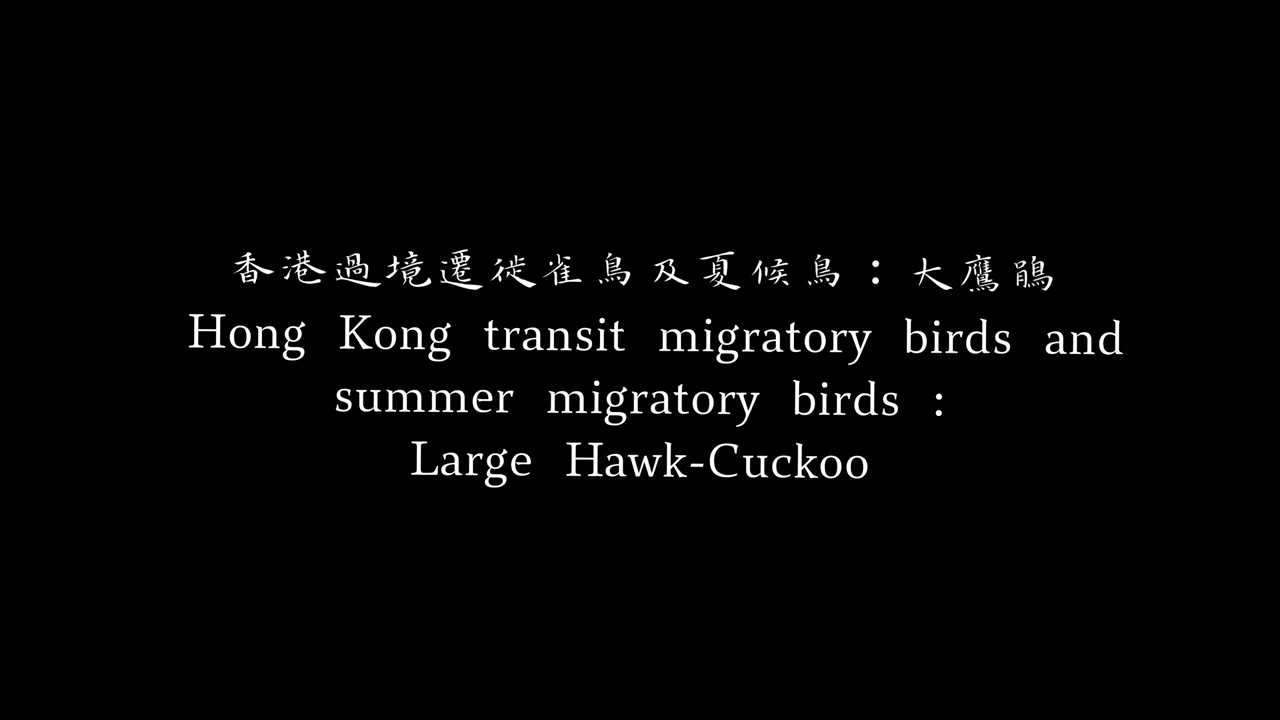 香港過境遷徙雀鳥及夏候鳥：大鷹鵑
Hong Kong transit migratory birds and
summer migratory birds :
Large Hawk-Cuckoo